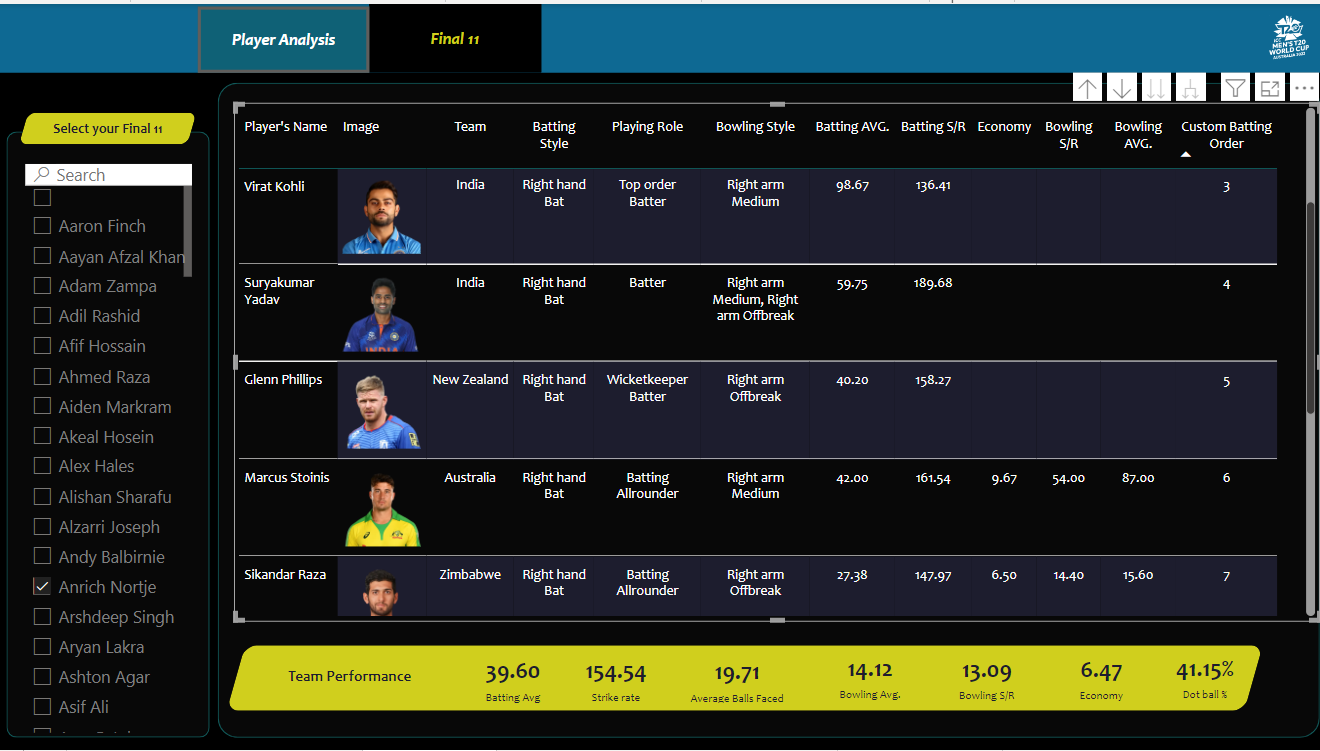 Player Analysis
Final 11
ICC
MEN'S T20
WORLD CUP
AUSTRALIA 2022
Select your Final 11
Search
Aaron Finch
Aayan Afzal Khan
Adam Zampa
Adil Rashid
Afif Hossain
Ahmed Raza
Aiden Markram
Akeal Hosein
Alex Hales
Alishan Sharafu
Alzarri Joseph
Andy Balbirnie
Anrich Nortje
Arshdeep Singh
Aryan Lakra
Ashton Agar
Asif Ali
Player's Name Image Team Batting Style Playing Role Bowling Style Batting AVG. Batting S/R Economy Bowling S/R Bowling AVG. Custom Batting Order
Virat Kohli India Right hand Bat Top order Batter Right arm Medium 98.67 136.41 3
Suryakumar Yadav India Right hand Bat Batter Right arm Medium, Right arm Offbreak 59.75 189.68 4
INDIA
Glenn Phillips New Zealand Right hand Bat Wicketkeeper Batter Right arm Offbreak 40.20 158.27 5
Marcus Stoinis Australia Right hand Bat Batting Allrounder Right arm Medium 42.00 161.54 9.67 54.00 87.00 6
Sikandar Raza Zimbabwe Right hand Bat Batting Allrounder Right arm Offbreak 27.38 147.97 6.50 14.40 15.60 7
Team Performance
39.60 154.54 19.71 14.12 13.09 6.47 41.15%
Batting Avg Strike rate Average Balls Faced Bowling Avg. Bowling S/R Economy Dot ball %